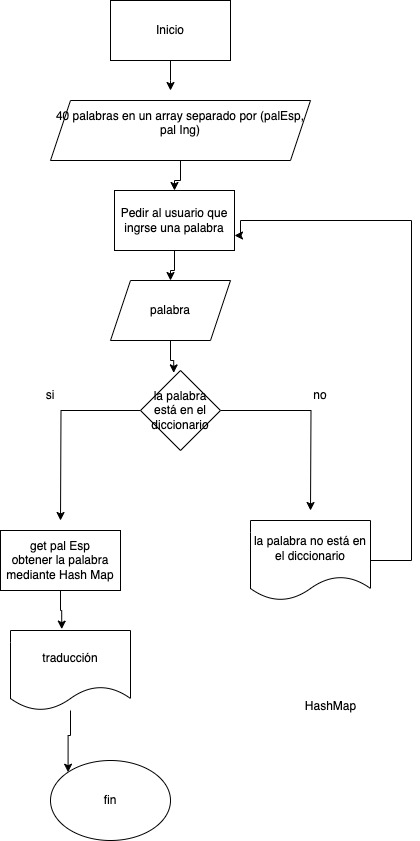 Inicio
40 palabras en un array separado por (palEsp,
pal Ing)
Pedir al usuario que
ingrse una palabra
palabra
si
la palabra
está en el
diccionario
no
get pal Esp
obtener la palabra
mediante Hash Map
la palabra no está en
el diccionario
traducción
HashMap
fin